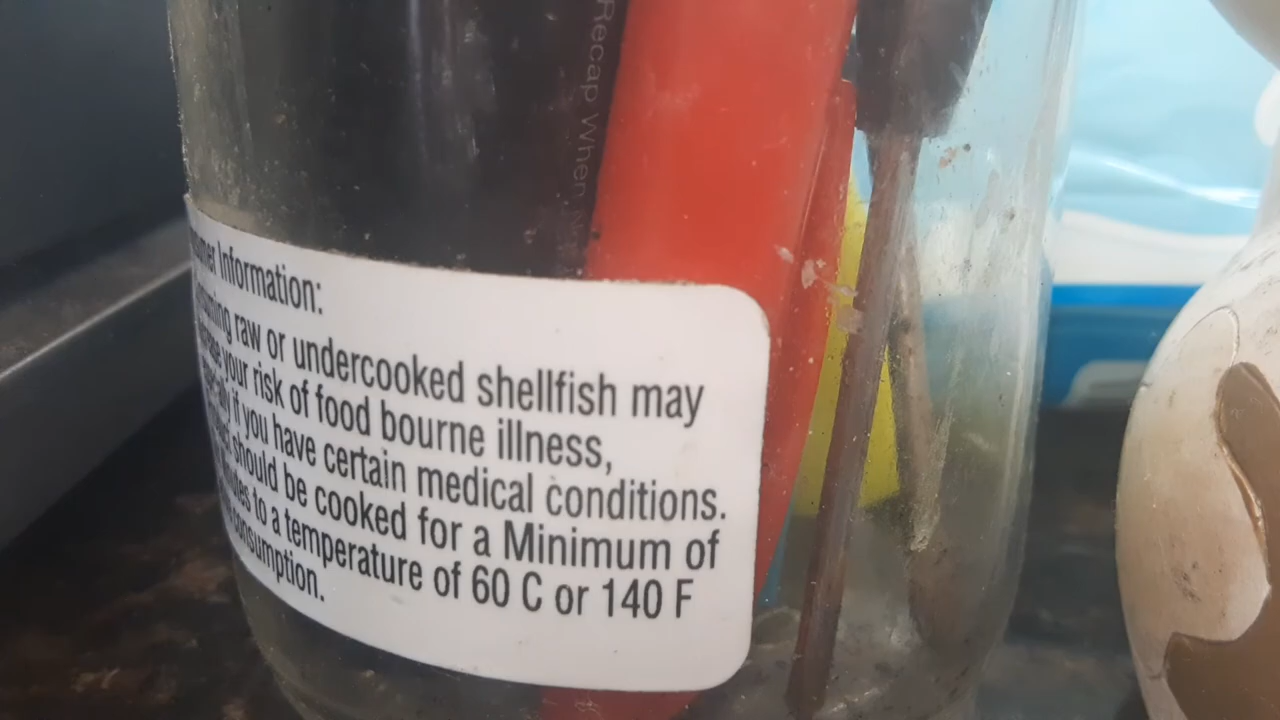 Recap When
Information:
raw or undercooked shellfish may
your risk of food bourne illness,
if you have certain medical conditions.
should be cooked for a Minimum of
to a temperature of 60 C or 140 F
consumption.